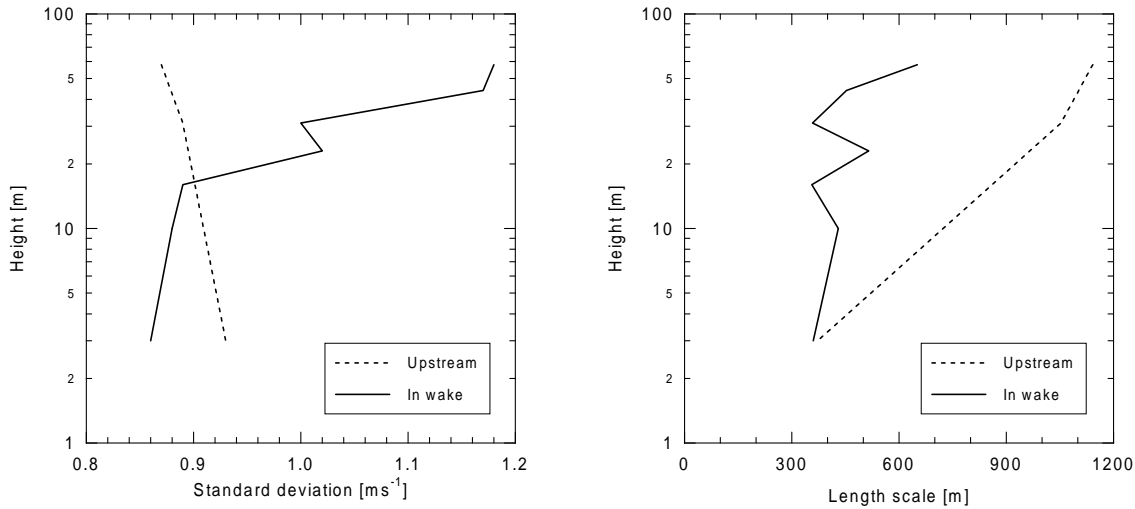 100
5
2
10
5
2
1
Height [m]
0.8 0.9 1.0 1.1 1.2
Standard deviation [ms-1]
Upstream
In wake
100
5
2
10
5
2
1
Height [m]
0 300 600 900 1200
Length scale [m]
Upstream
In wake